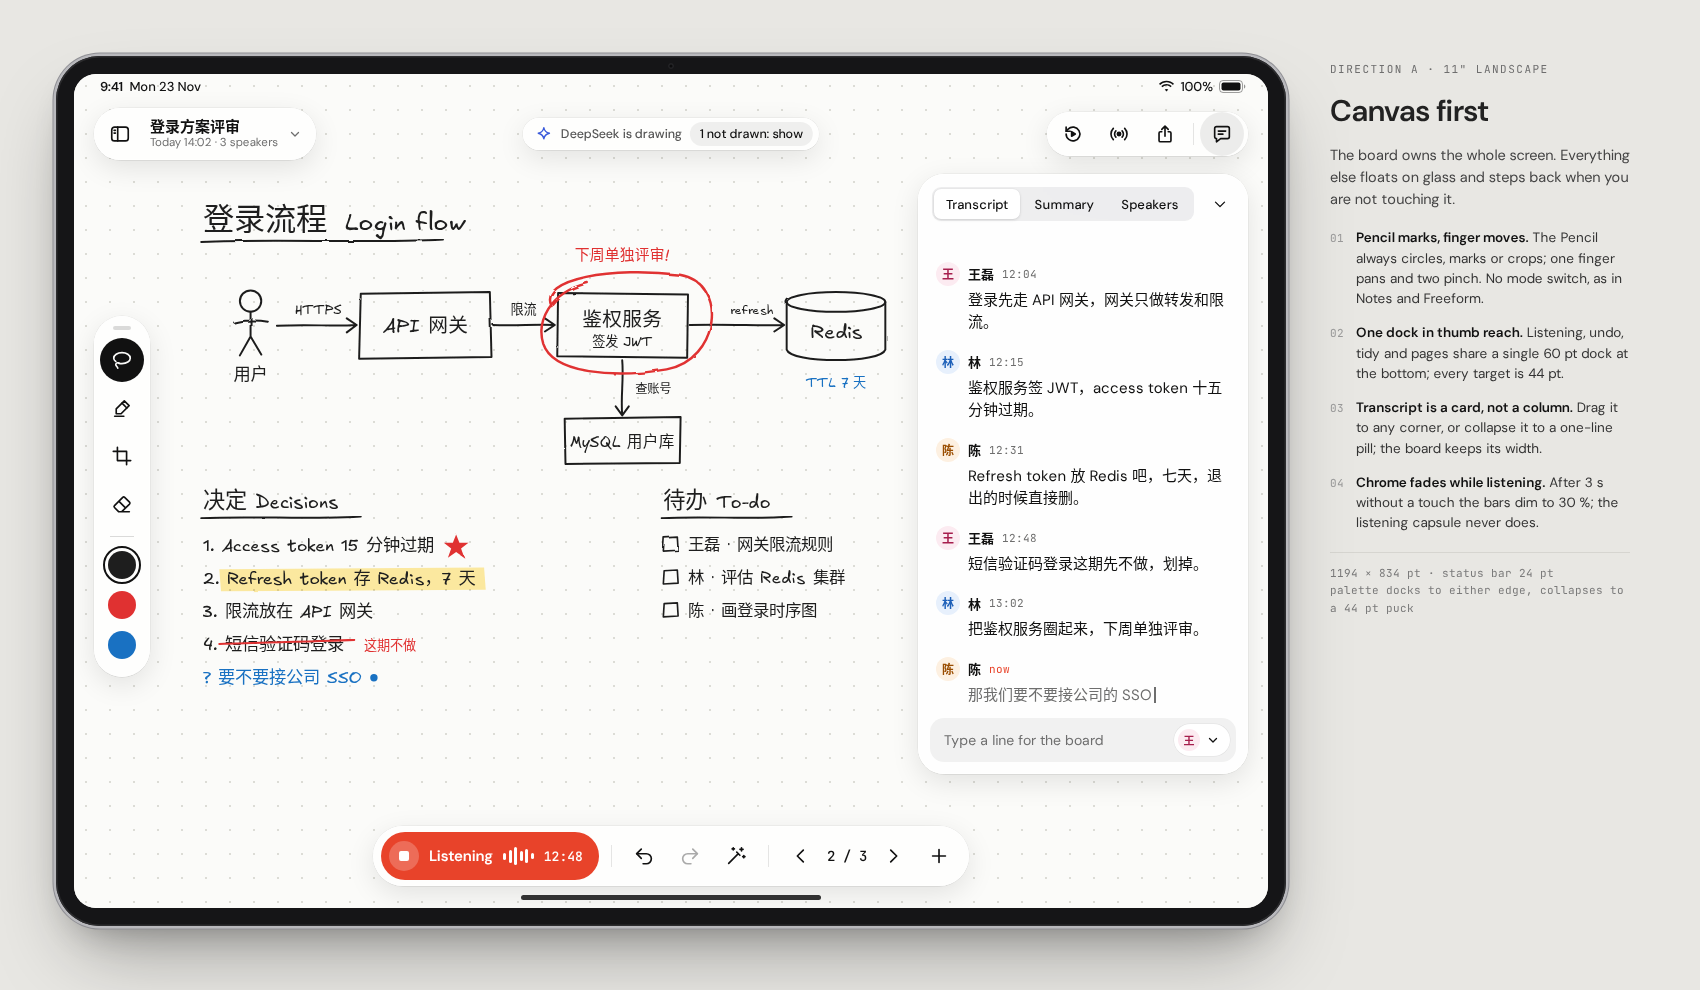 9:41 Mon 23 Nov
100%
登录方案评审
Today 14:02 · 3 speakers
DeepSeek is drawing
1 not drawn: show
登录流程 Login flow
下周单独评审!
用户
HTTPS
API 网关
限流
鉴权服务
签发 JWT
refresh
Redis
TTL 7 天
查账号
MySQL 用户库
决定 Decisions
1. Access token 15 分钟过期
2. Refresh token 存 Redis，7 天
3. 限流放在 API 网关
4. 短信验证码登录 这期不做
? 要不要接公司 SSO
待办 To-do
王磊 · 网关限流规则
林 · 评估 Redis 集群
陈 · 画登录时序图
Transcript
Summary
Speakers
王 王磊 12:04
登录先走 API 网关，网关只做转发和限
流。
林 林 12:15
鉴权服务签 JWT，access token 十五
分钟过期。
陈 陈 12:31
Refresh token 放 Redis 吧，七天，退
出的时候直接删。
王 王磊 12:48
短信验证码登录这期先不做，划掉。
林 林 13:02
把鉴权服务圈起来，下周单独评审。
陈 陈 now
那我们要不要接公司的 SSO
Type a line for the board
王
Listening 12:48
2 / 3
DIRECTION A · 11" LANDSCAPE
Canvas first
The board owns the whole screen. Everything
else floats on glass and steps back when you
are not touching it.
01 Pencil marks, finger moves. The Pencil
always circles, marks or crops; one finger
pans and two pinch. No mode switch, as in
Notes and Freeform.
02 One dock in thumb reach. Listening, undo,
tidy and pages share a single 60 pt dock at
the bottom; every target is 44 pt.
03 Transcript is a card, not a column. Drag it
to any corner, or collapse it to a one-line
pill; the board keeps its width.
04 Chrome fades while listening. After 3 s
without a touch the bars dim to 30 %; the
listening capsule never does.
1194 × 834 pt · status bar 24 pt
palette docks to either edge, collapses to
a 44 pt puck